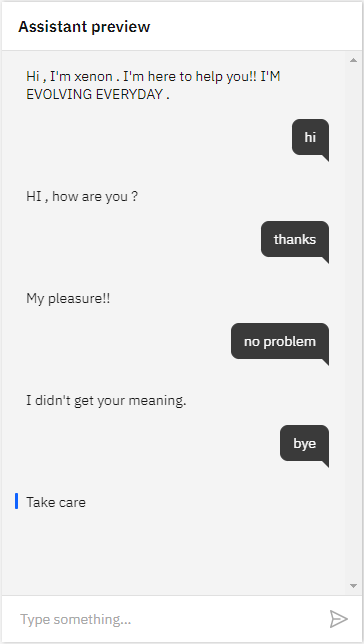 Assistant preview
Hi , I'm xenon . I'm here to help you!! I'M
EVOLVING EVERYDAY .
hi
HI , how are you ?
thanks
My pleasure!!
no problem
I didn't get your meaning.
bye
Take care
Type something...